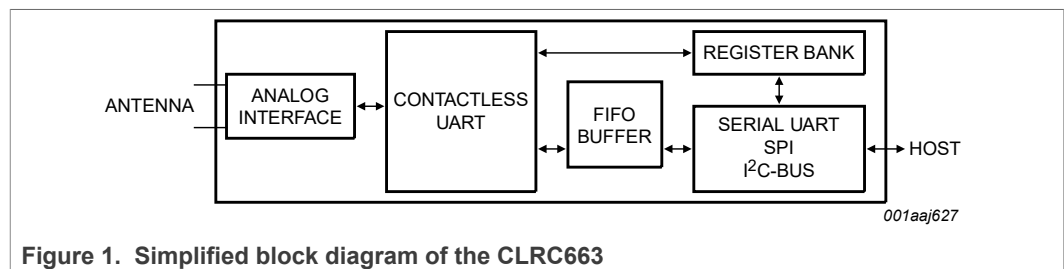 ANTENNA
ANALOG
INTERFACE
CONTACTLESS
UART
FIFO
BUFFER
REGISTER BANK
SERIAL UART
SPI
I²C-BUS
HOST
001aaj627
Figure 1. Simplified block diagram of the CLRC663